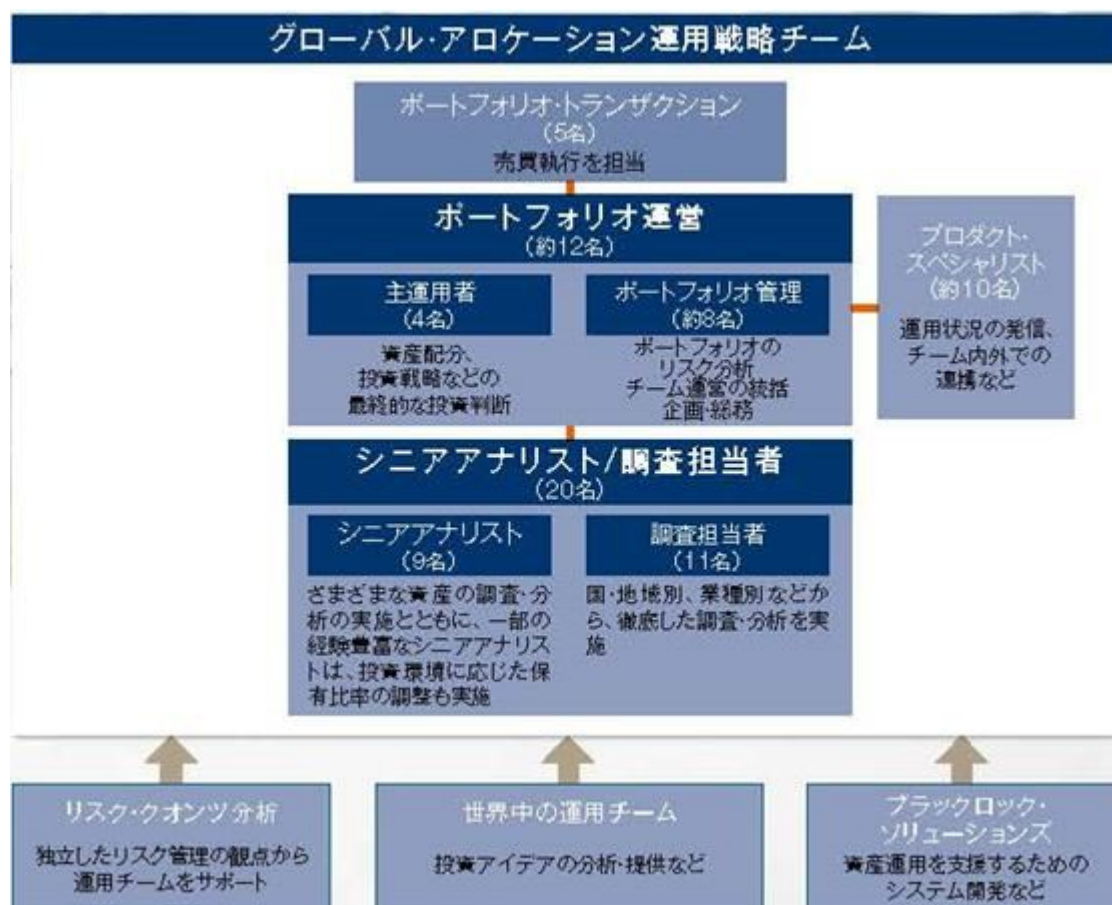 グローバル・アロケーション運用戦略チーム
ポートフォリオ・トランザクション
(5名)
売買執行を担当
ポートフォリオ運営
(約12名)
主運用者
(4名)
資産配分、
投資戦略などの
最終的な投資判断
ポートフォリオ管理
(約8名)
ポートフォリオの
リスク分析
チーム運営の統括
企画・総務
プロダクト・
スペシャリスト
(約10名)
運用状況の発信、
チーム内外での
連携など
シニアアナリスト/調査担当者
(20名)
シニアアナリスト
(9名)
さまざまな資産の調査・分
析の実施とともに、一部の
経験豊富なシニアアナリス
トは、投資環境に応じた保
有比率の調整も実施
調査担当者
(11名)
国・地域別、業種別などか
ら、徹底した調査・分析を実
施
リスク・クオンツ分析
独立したリスク管理の観点から
運用チームをサポート
世界中の運用チーム
投資アイデアの分析・提供など
ブラックロック・
ソリューションズ
資産運用を支援するための
システム開発など